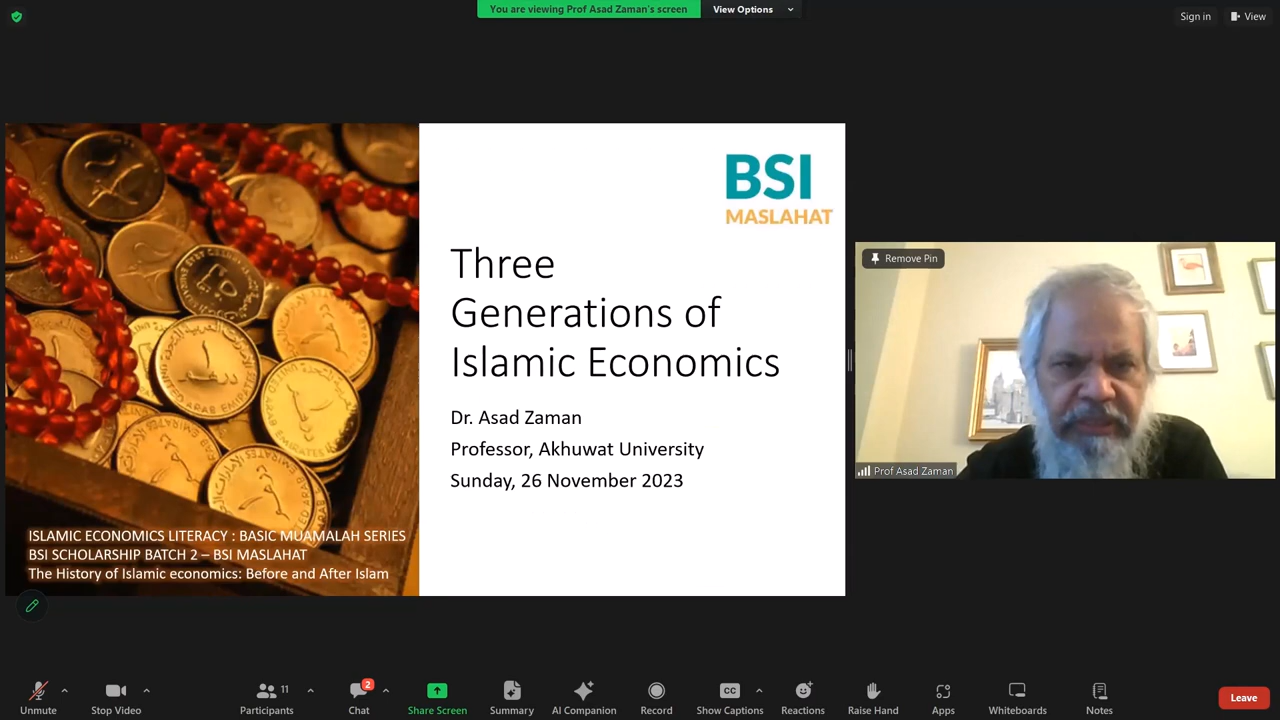 You are viewing Prof Asad Zaman's screen
View Options
Sign in
View
BSI
MASLAHAT
Three
Generations of
Islamic Economics
Dr. Asad Zaman
Professor, Akhuwat University
Sunday, 26 November 2023
ISLAMIC ECONOMICS LITERACY : BASIC MUAMALAH SERIES
BSI SCHOLARSHIP BATCH 2 – BSI MASLAHAT
The History of Islamic economics: Before and After Islam
Remove Pin
Prof Asad Zaman
Unmute
Stop Video
Participants
11
Chat
2
Share Screen
Summary
AI Companion
Record
CC
Show Captions
Reactions
Raise Hand
Apps
Whiteboards
Notes
Leave